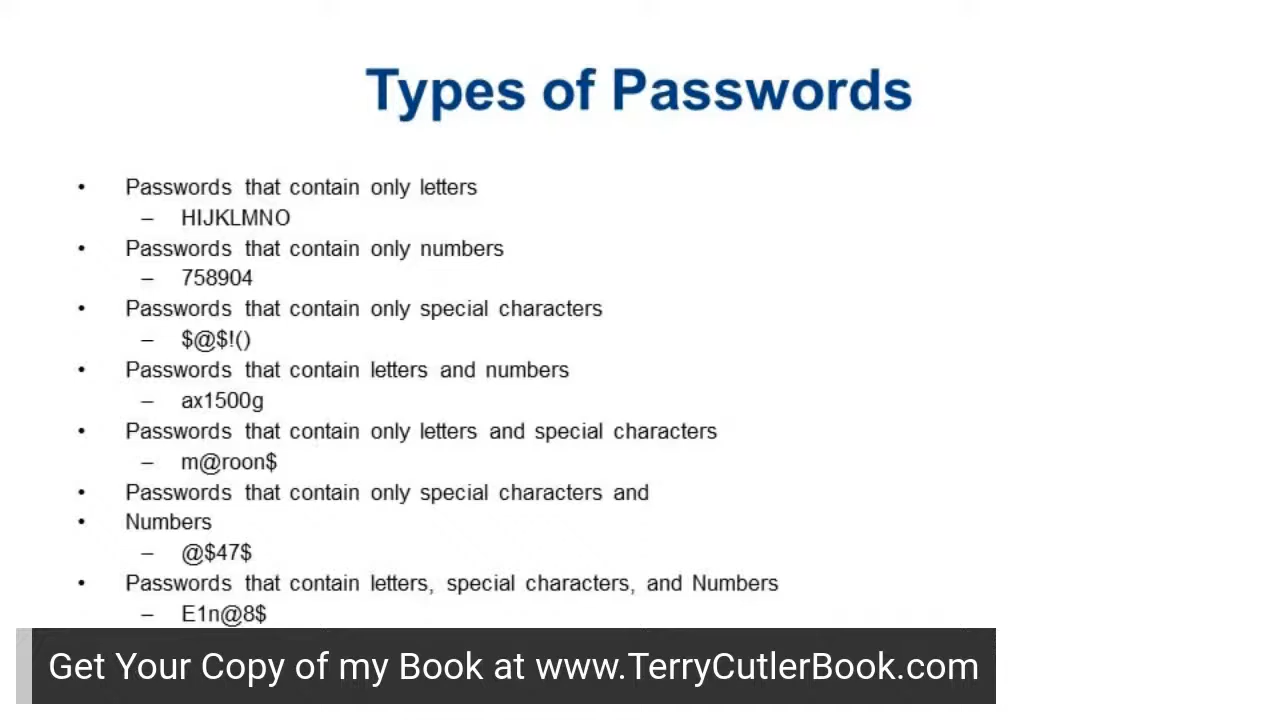 Types of Passwords
• Passwords that contain only letters
– HIJKLMNO
• Passwords that contain only numbers
– 758904
• Passwords that contain only special characters
– $@$!()
• Passwords that contain letters and numbers
– ax1500g
• Passwords that contain only letters and special characters
– m@roon$
• Passwords that contain only special characters and
• Numbers
– @$47$
• Passwords that contain letters, special characters, and Numbers
– E1n@8$
Get Your Copy of my Book at www.TerryCutlerBook.com